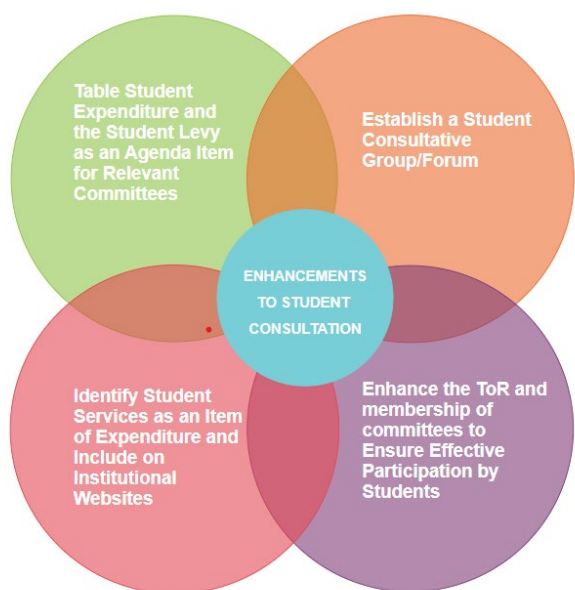 Table Student
Expenditure and
the Student Levy
as an Agenda Item
for Relevant
Committees
Establish a Student
Consultative
Group/Forum
ENHANCEMENTS
TO STUDENT
CONSULTATION
Identify Student
Services as an Item
of Expenditure and
Include on
Institutional
Websites
Enhance the ToR and
membership of
committees to
Ensure Effective
Participation by
Students